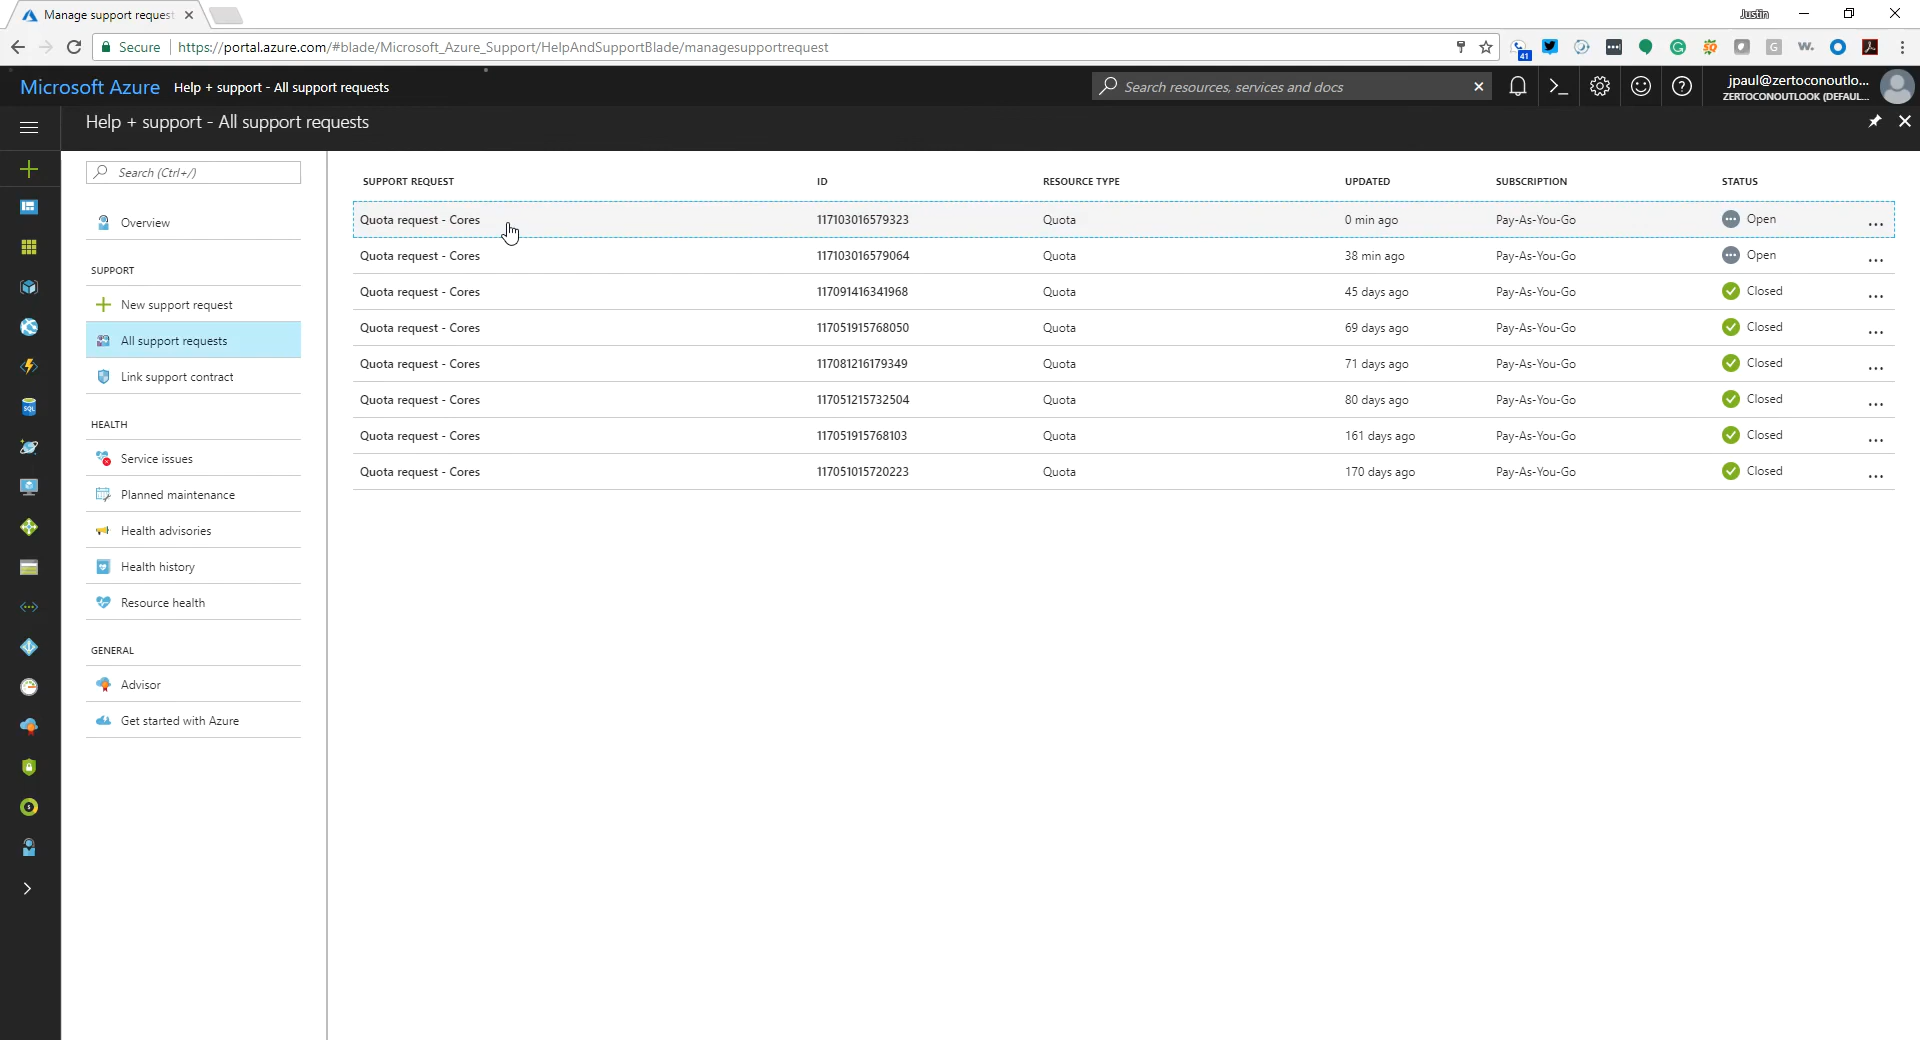 Manage support request
Justin
Secure https://portal.azure.com/#blade/Microsoft_Azure_Support/HelpAndSupportBlade/managesupportrequest
41
Microsoft Azure Help + support - All support requests
Search resources, services and docs
jpaul@zertoconoutlo...
ZERTOCONOUTLOOK (DEFAUL...
Help + support - All support requests
Search (Ctrl+/)
Overview
SUPPORT
New support request
All support requests
Link support contract
HEALTH
Service issues
Planned maintenance
Health advisories
Health history
Resource health
GENERAL
Advisor
Get started with Azure
SUPPORT REQUEST ID RESOURCE TYPE UPDATED SUBSCRIPTION STATUS
Quota request - Cores 117103016579323 Quota 0 min ago Pay-As-You-Go Open ...
Quota request - Cores 117103016579064 Quota 38 min ago Pay-As-You-Go Open ...
Quota request - Cores 117091416341968 Quota 45 days ago Pay-As-You-Go Closed ...
Quota request - Cores 117051915768050 Quota 69 days ago Pay-As-You-Go Closed ...
Quota request - Cores 117081216179349 Quota 71 days ago Pay-As-You-Go Closed ...
Quota request - Cores 117051215732504 Quota 80 days ago Pay-As-You-Go Closed ...
Quota request - Cores 117051915768103 Quota 161 days ago Pay-As-You-Go Closed ...
Quota request - Cores 117051015720223 Quota 170 days ago Pay-As-You-Go Closed ...